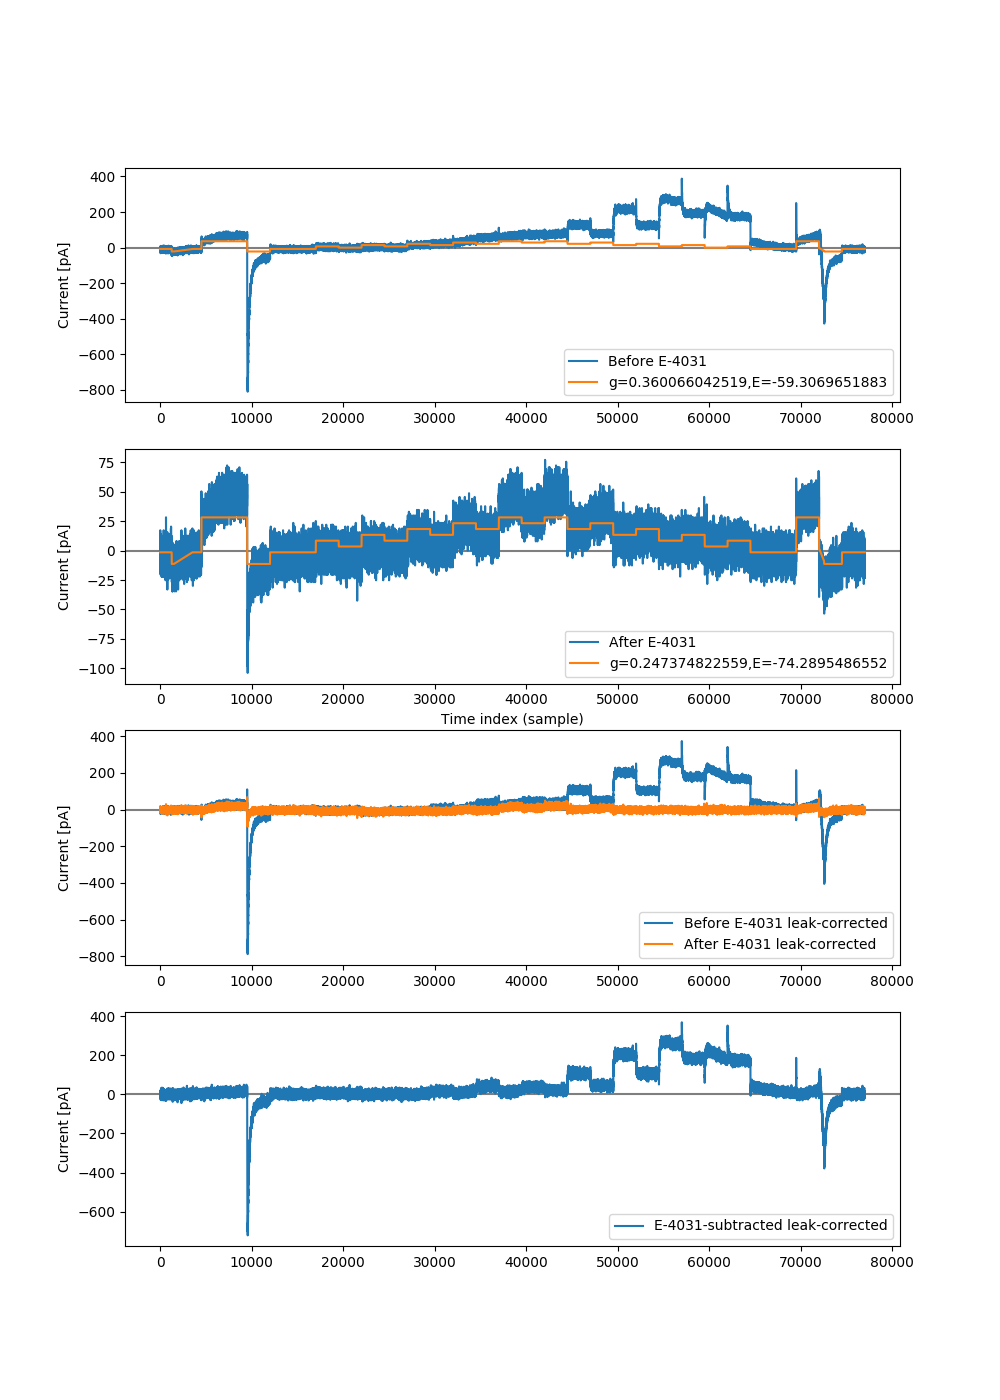 400
200
0
−200
−400
−600
−800
Current [pA]
Before E-4031
g=0.360066042519,E=-59.3069651883
0 10000 20000 30000 40000 50000 60000 70000 80000
75
50
25
0
−25
−50
−75
−100
Current [pA]
After E-4031
g=0.247374822559,E=-74.2895486552
0 10000 20000 30000 40000 50000 60000 70000 80000
Time index (sample)
400
200
0
−200
−400
−600
−800
Current [pA]
Before E-4031 leak-corrected
After E-4031 leak-corrected
0 10000 20000 30000 40000 50000 60000 70000 80000
400
200
0
−200
−400
−600
Current [pA]
E-4031-subtracted leak-corrected
0 10000 20000 30000 40000 50000 60000 70000 80000